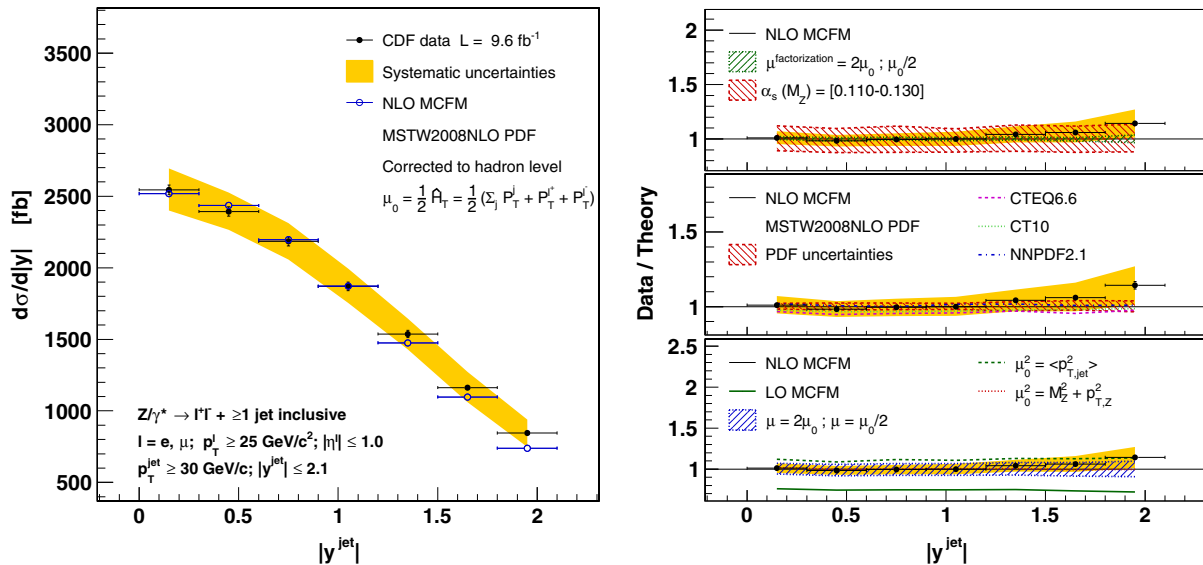 3500
3000
2500
2000
1500
1000
500
dσ/d|y| [fb]
CDF data L = 9.6 fb⁻¹
Systematic uncertainties
NLO MCFM
MSTW2008NLO PDF
Corrected to hadron level
μ₀ = 1/2 Ĥ_T = 1/2 (Σ_j P_T^j + P_T^l⁺ + P_T^l⁻)
Z/γ* → l⁺l⁻ + ≥1 jet inclusive
l = e, μ; p_T^l ≥ 25 GeV/c²; |η^l| ≤ 1.0
p_T^jet ≥ 30 GeV/c; |y^jet| ≤ 2.1
0 0.5 1 1.5 2
|y^jet|
Data / Theory
2
1.5
1
NLO MCFM
μ^factorization = 2μ₀ ; μ₀/2
α_s (M_Z) = [0.110-0.130]
1.5
1
NLO MCFM
MSTW2008NLO PDF
PDF uncertainties
CTEQ6.6
CT10
NNPDF2.1
2.5
2
1.5
1
NLO MCFM
LO MCFM
μ = 2μ₀ ; μ = μ₀/2
μ₀² = <p²_T,jet>
μ₀² = M_Z² + p²_T,Z
0 0.5 1 1.5 2
|y^jet|